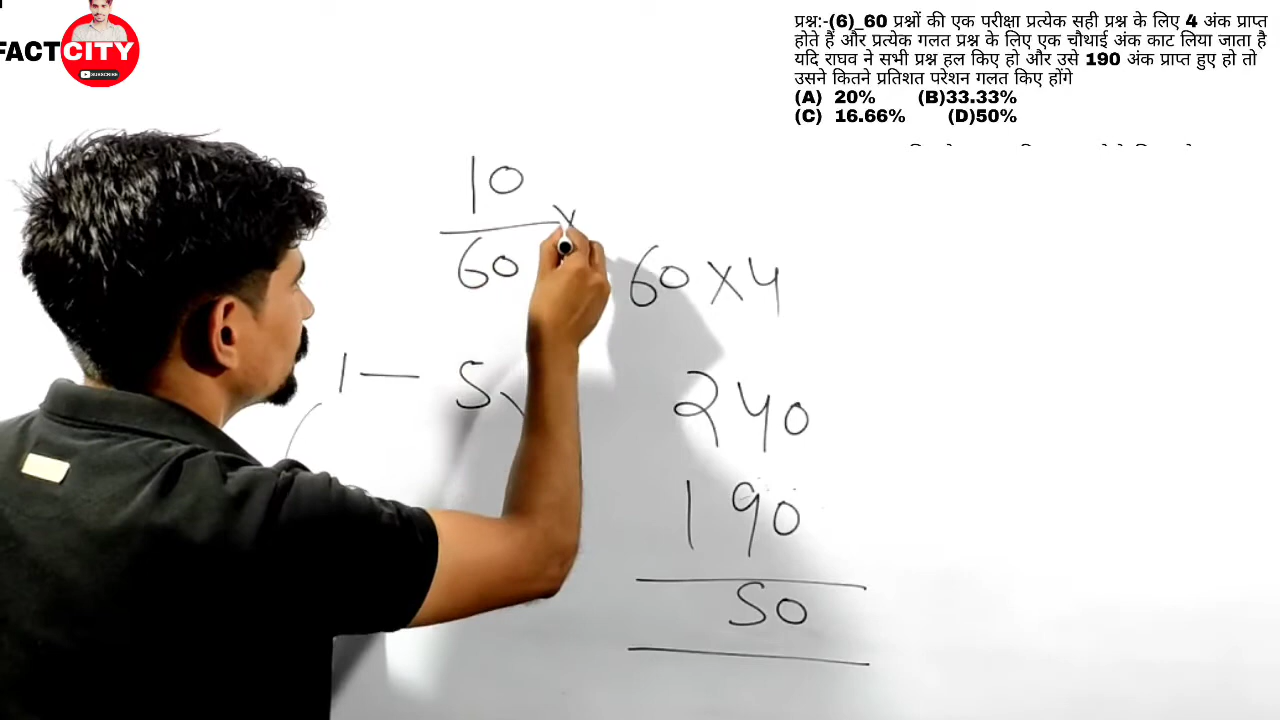 FACTCITY
SUBSCRIBE
प्रश्न:-(6)_60 प्रश्नों की एक परीक्षा प्रत्येक सही प्रश्न के लिए 4 अंक प्राप्त
होते हैं और प्रत्येक गलत प्रश्न के लिए एक चौथाई अंक काट लिया जाता है
यदि राघव ने सभी प्रश्न हल किए हो और उसे 190 अंक प्राप्त हुए हो तो
उसने कितने प्रतिशत परेशन गलत किए होंगे
(A) 20% (B)33.33%
(C) 16.66% (D)50%
10
60 ×
60 × 4
1 — 5
240
190
50